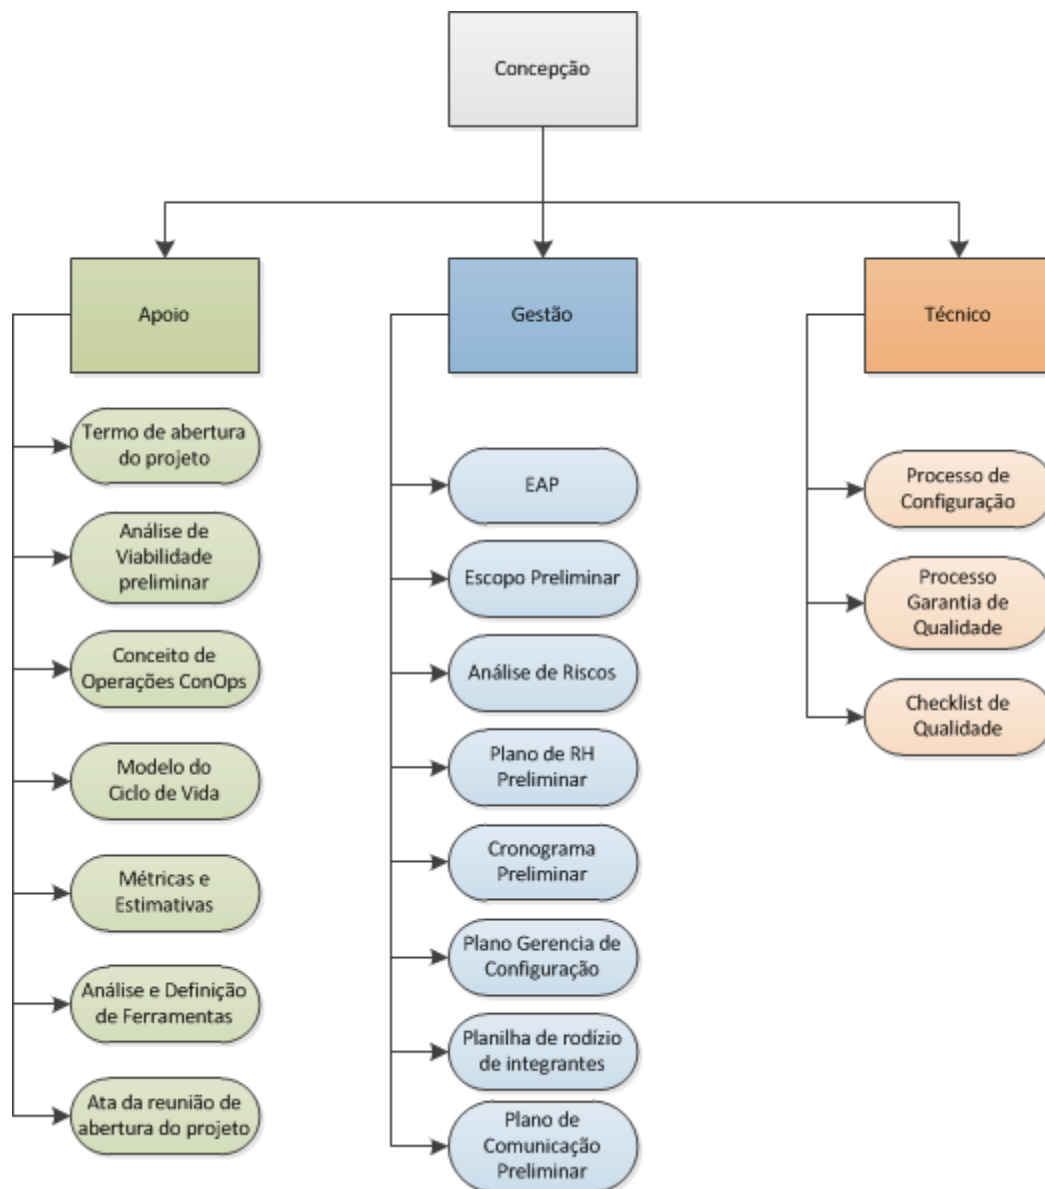 Concepção
Apoio
Gestão
Técnico
Termo de abertura
do projeto
Análise de
Viabilidade
preliminar
Conceito de
Operações ConOps
Modelo do
Ciclo de Vida
Métricas e
Estimativas
Análise e Definição
de Ferramentas
Ata da reunião de
abertura do projeto
EAP
Escopo Preliminar
Análise de Riscos
Plano de RH
Preliminar
Cronograma
Preliminar
Plano Gerencia de
Configuração
Planilha de rodízio
de integrantes
Plano de
Comunicação
Preliminar
Processo de
Configuração
Processo
Garantia de
Qualidade
Checklist de
Qualidade